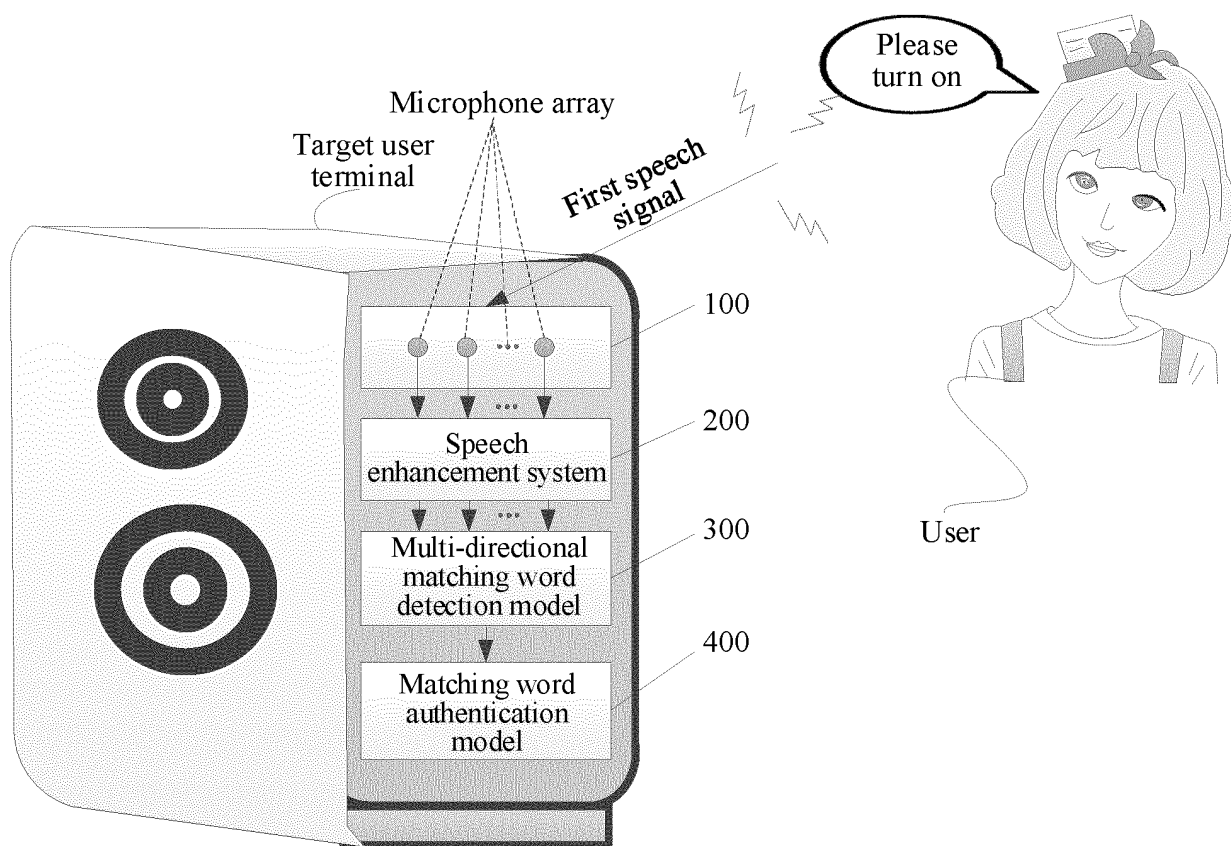 Please
turn on
Microphone array
Target user
terminal
First speech
signal
100
200
Speech
enhancement system
300
Multi-directional
matching word
detection model
User
400
Matching word
authentication
model